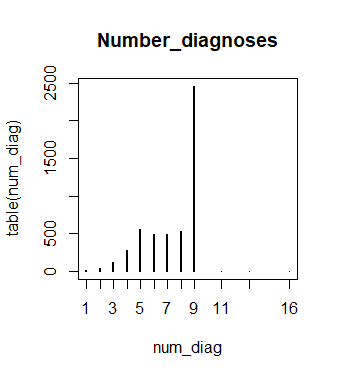 Number_diagnoses
table(num_diag)
2500
1500
500
0
1 3 5 7 9 11 16
num_diag